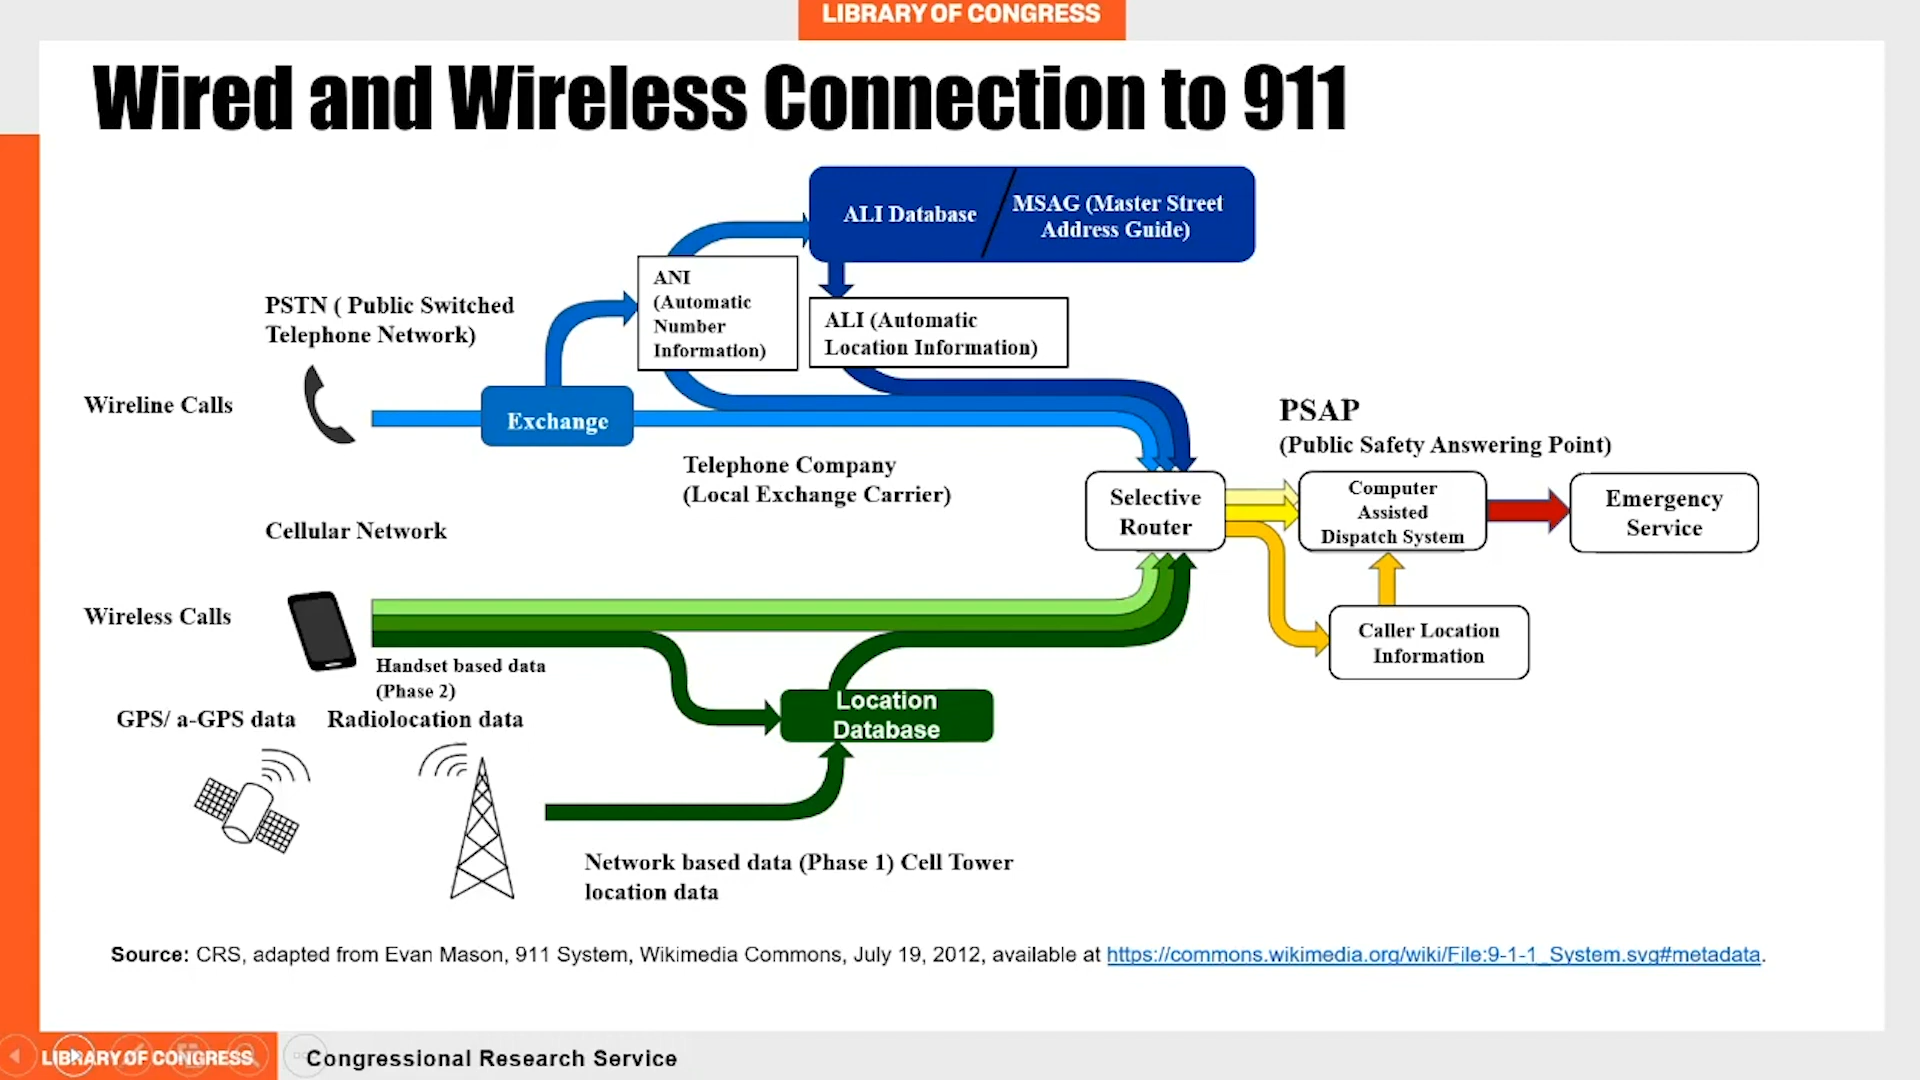 LIBRARY OF CONGRESS
Wired and Wireless Connection to 911
ALI Database
MSAG (Master Street
Address Guide)
ANI
(Automatic
Number
Information)
PSTN ( Public Switched
Telephone Network)
ALI (Automatic
Location Information)
Wireline Calls
Exchange
PSAP
(Public Safety Answering Point)
Telephone Company
(Local Exchange Carrier)
Selective
Router
Computer
Assisted
Dispatch System
Emergency
Service
Cellular Network
Wireless Calls
Caller Location
Information
Handset based data
(Phase 2)
GPS/ a-GPS data
Radiolocation data
Location
Database
Network based data (Phase 1) Cell Tower
location data
Source: CRS, adapted from Evan Mason, 911 System, Wikimedia Commons, July 19, 2012, available at https://commons.wikimedia.org/wiki/File:9-1-1_System.svg#metadata.
LIBRARY OF CONGRESS
Congressional Research Service